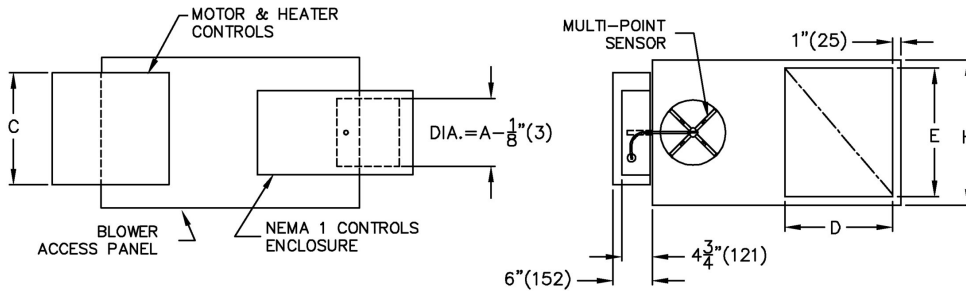 MOTOR & HEATER
CONTROLS
C
DIA.=A-1/8"(3)
BLOWER
ACCESS PANEL
NEMA 1 CONTROLS
ENCLOSURE
MULTI-POINT
SENSOR
1"(25)
E
H
D
4 3/4"(121)
6"(152)